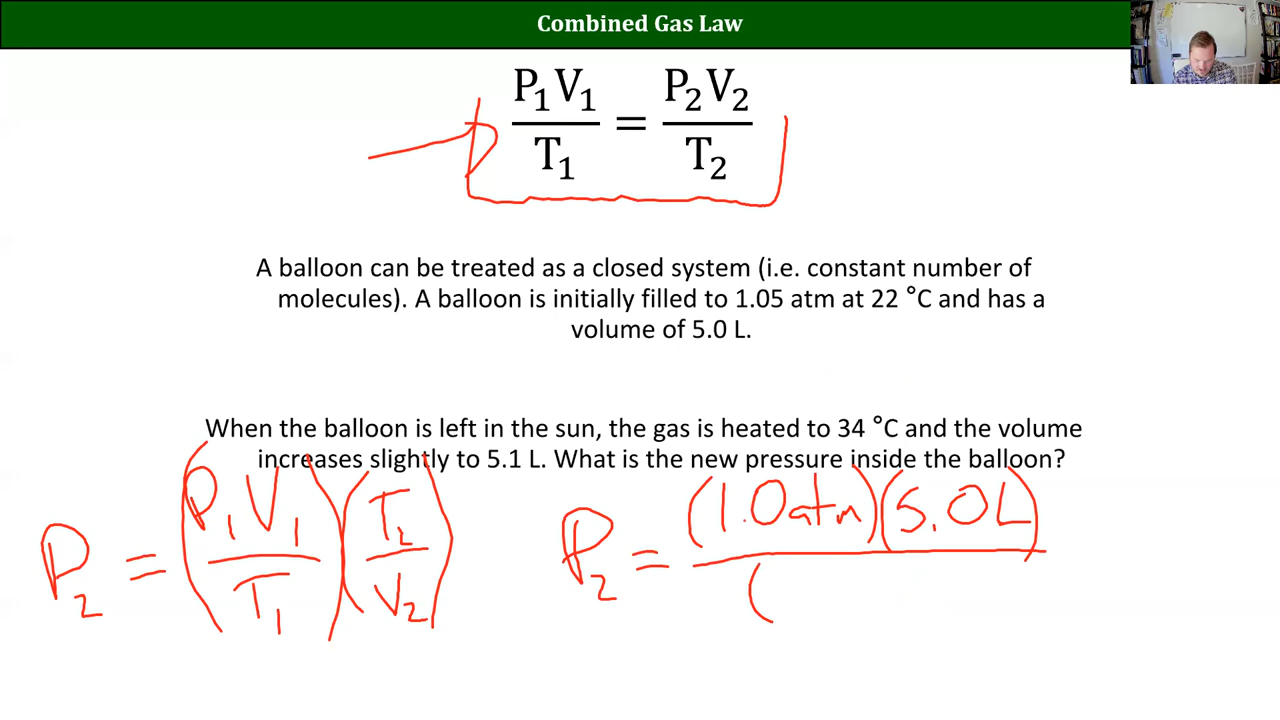 Combined Gas Law
P₁V₁/T₁ = P₂V₂/T₂
A balloon can be treated as a closed system (i.e. constant number of
molecules). A balloon is initially filled to 1.05 atm at 22 °C and has a
volume of 5.0 L.
When the balloon is left in the sun, the gas is heated to 34 °C and the volume
increases slightly to 5.1 L. What is the new pressure inside the balloon?
P₂ = (P₁V₁/T₁)(T₂/V₂)
P₂ = (1.0atm)(5.0L)/(